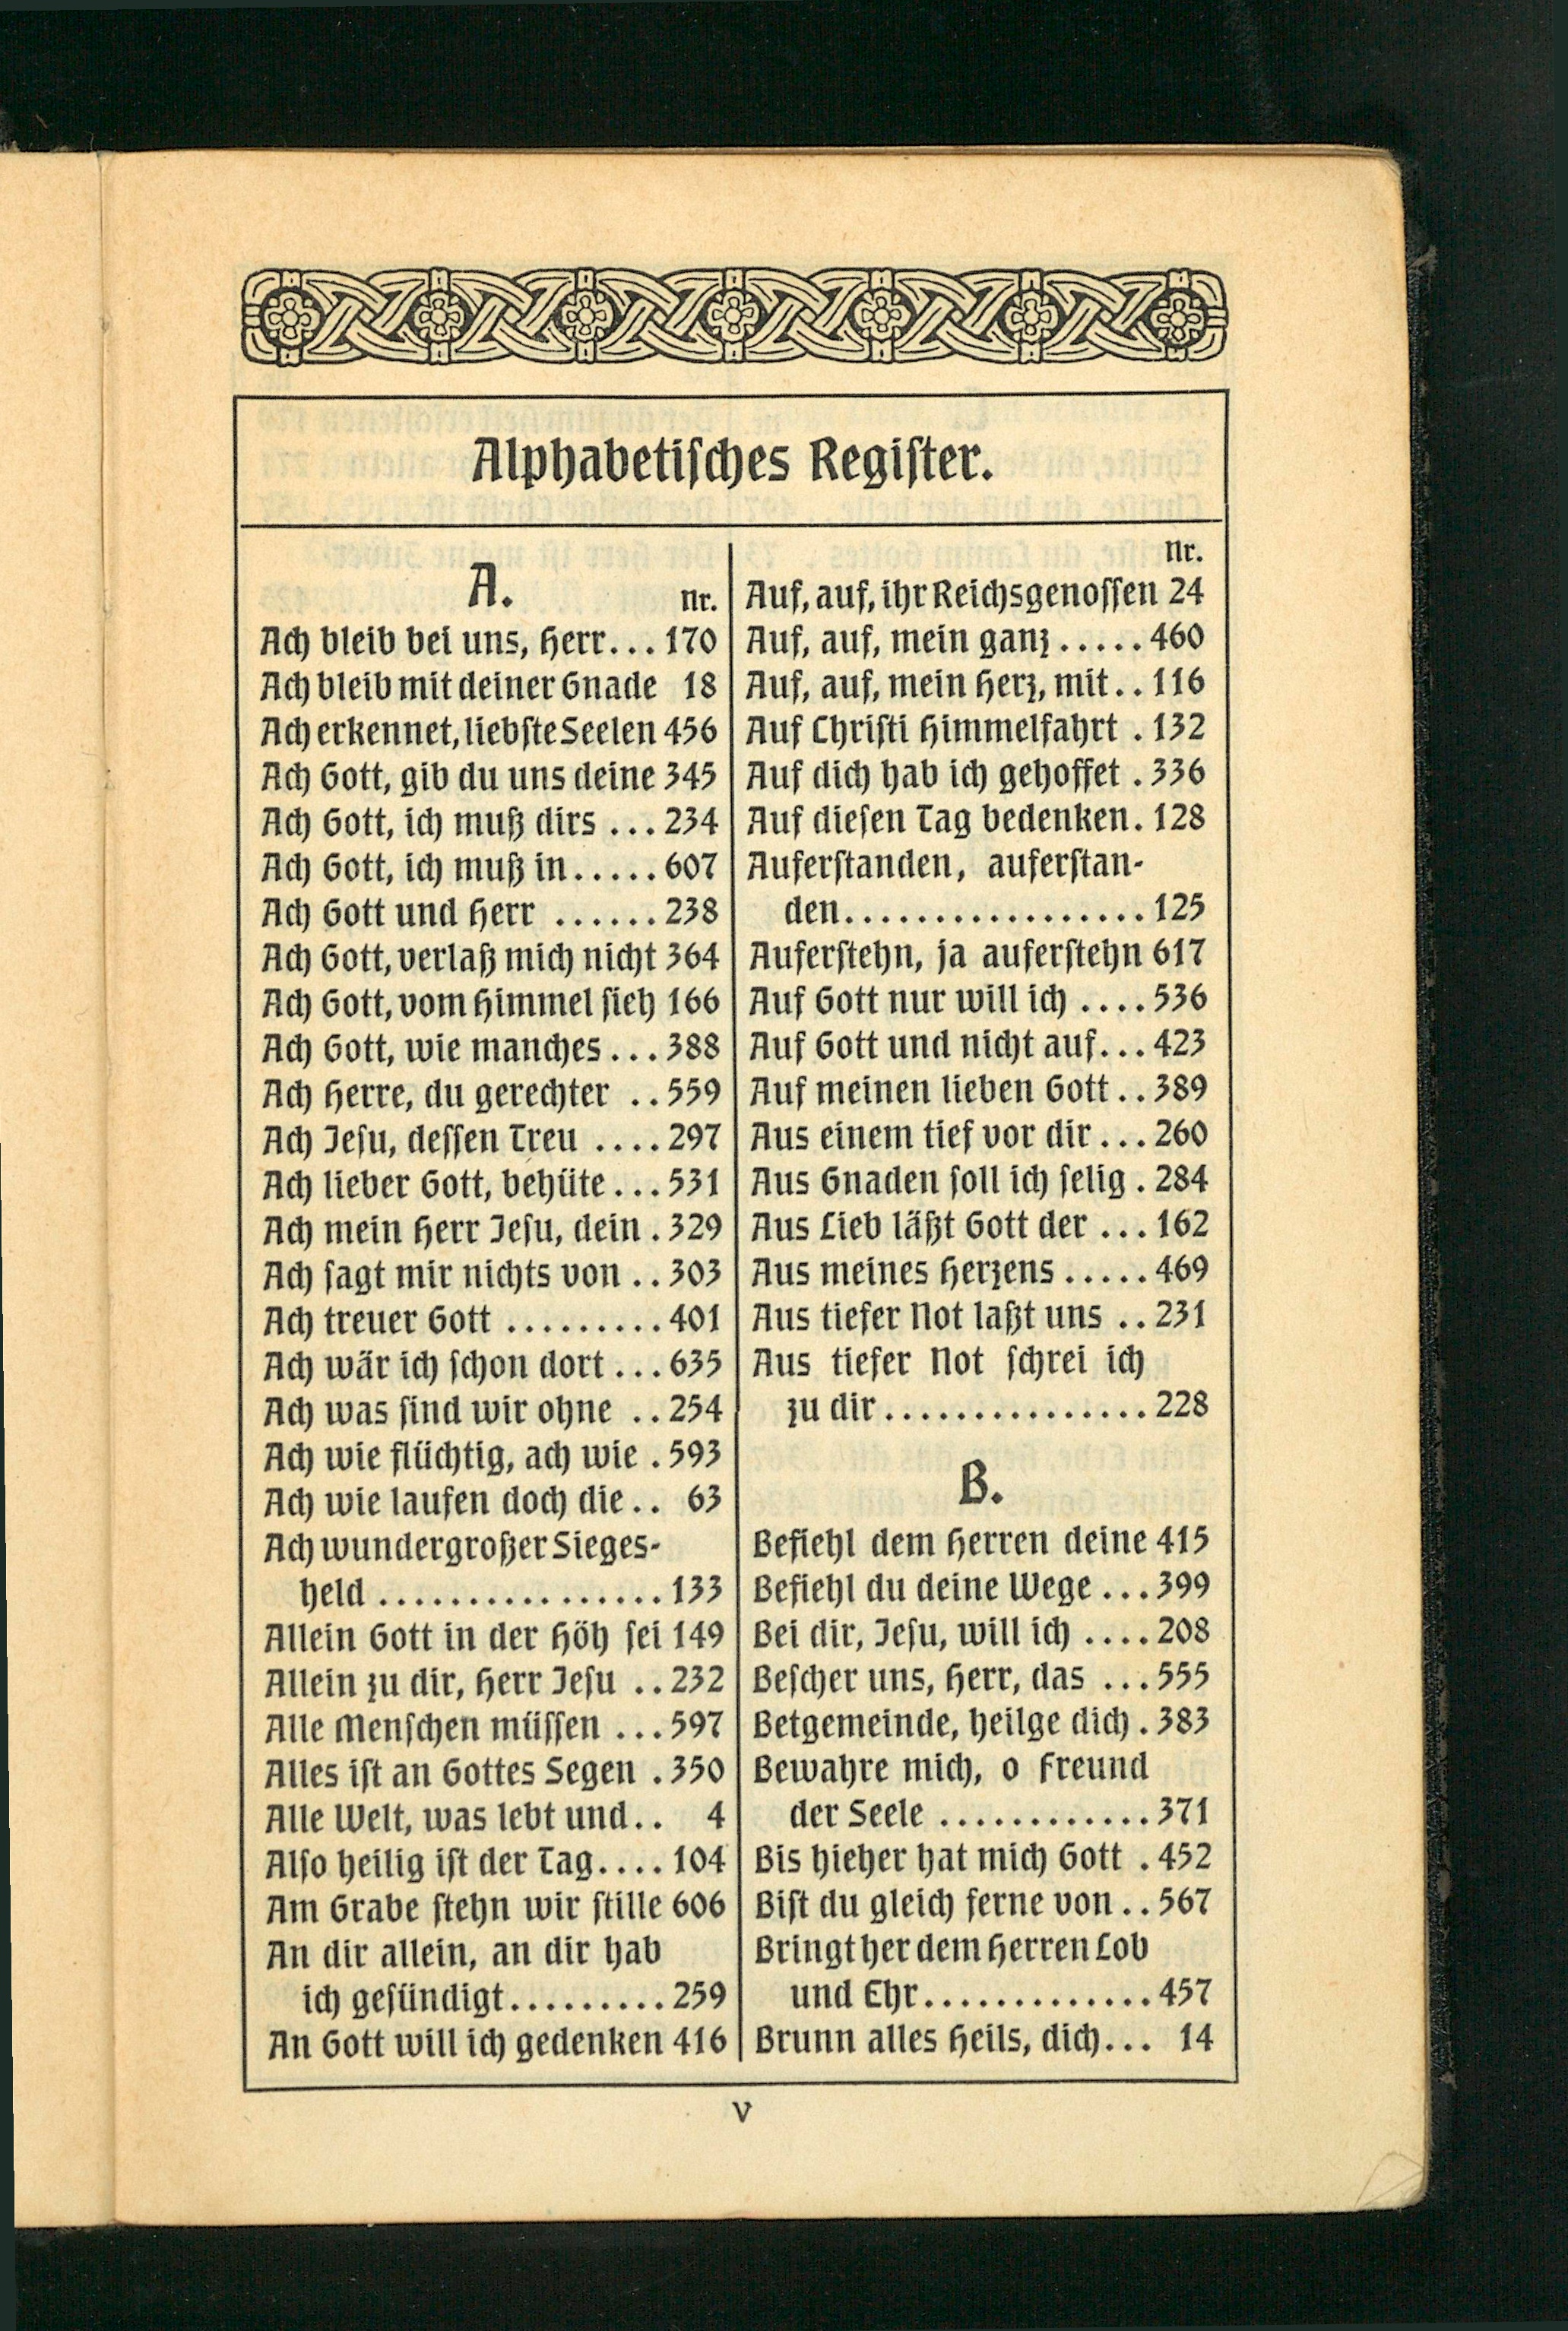 Alphabetisches Register.
A.
Nr.
Ach bleib bei uns, Herr... 170
Ach bleib mit deiner Gnade 18
Ach erkennet, liebste Seelen 456
Ach Gott, gib du uns deine 345
Ach Gott, ich muß dirs ... 234
Ach Gott, ich muß in..... 607
Ach Gott und Herr ...... 238
Ach Gott, verlaß mich nicht 364
Ach Gott, vom Himmel sieh 166
Ach Gott, wie manches ... 388
Ach Herre, du gerechter .. 559
Ach Jesu, dessen Treu .... 297
Ach lieber Gott, behüte ... 531
Ach mein Herr Jesu, dein . 329
Ach sagt mir nichts von .. 303
Ach treuer Gott ......... 401
Ach wär ich schon dort ... 635
Ach was sind wir ohne .. 254
Ach wie flüchtig, ach wie . 593
Ach wie laufen doch die .. 63
Ach wundergroßer Sieges-
held ................ 133
Allein Gott in der Höh sei 149
Allein zu dir, Herr Jesu .. 232
Alle Menschen müssen ... 597
Alles ist an Gottes Segen . 350
Alle Welt, was lebt und.. 4
Also heilig ist der Tag.... 104
Am Grabe stehn wir stille 606
An dir allein, an dir hab
ich gesündigt......... 259
An Gott will ich gedenken 416
Nr.
Auf, auf, ihr Reichsgenossen 24
Auf, auf, mein ganz ..... 460
Auf, auf, mein Herz, mit.. 116
Auf Christi Himmelfahrt . 132
Auf dich hab ich gehoffet . 336
Auf diesen Tag bedenken. 128
Auferstanden, auferstan-
den................. 125
Auferstehn, ja auferstehn 617
Auf Gott nur will ich .... 536
Auf Gott und nicht auf... 423
Auf meinen lieben Gott .. 389
Aus einem tief vor dir ... 260
Aus Gnaden soll ich selig . 284
Aus Lieb läßt Gott der ... 162
Aus meines Herzens ..... 469
Aus tiefer Not laßt uns .. 231
Aus tiefer Not schrei ich
zu dir ............... 228
B.
Befiehl dem Herren deine 415
Befiehl du deine Wege ... 399
Bei dir, Jesu, will ich .... 208
Bescher uns, Herr, das ... 555
Betgemeinde, heilge dich . 383
Bewahre mich, o Freund
der Seele ............ 371
Bis hieher hat mich Gott . 452
Bist du gleich ferne von .. 567
Bringt her dem Herren Lob
und Ehr............. 457
Brunn alles Heils, dich... 14
V